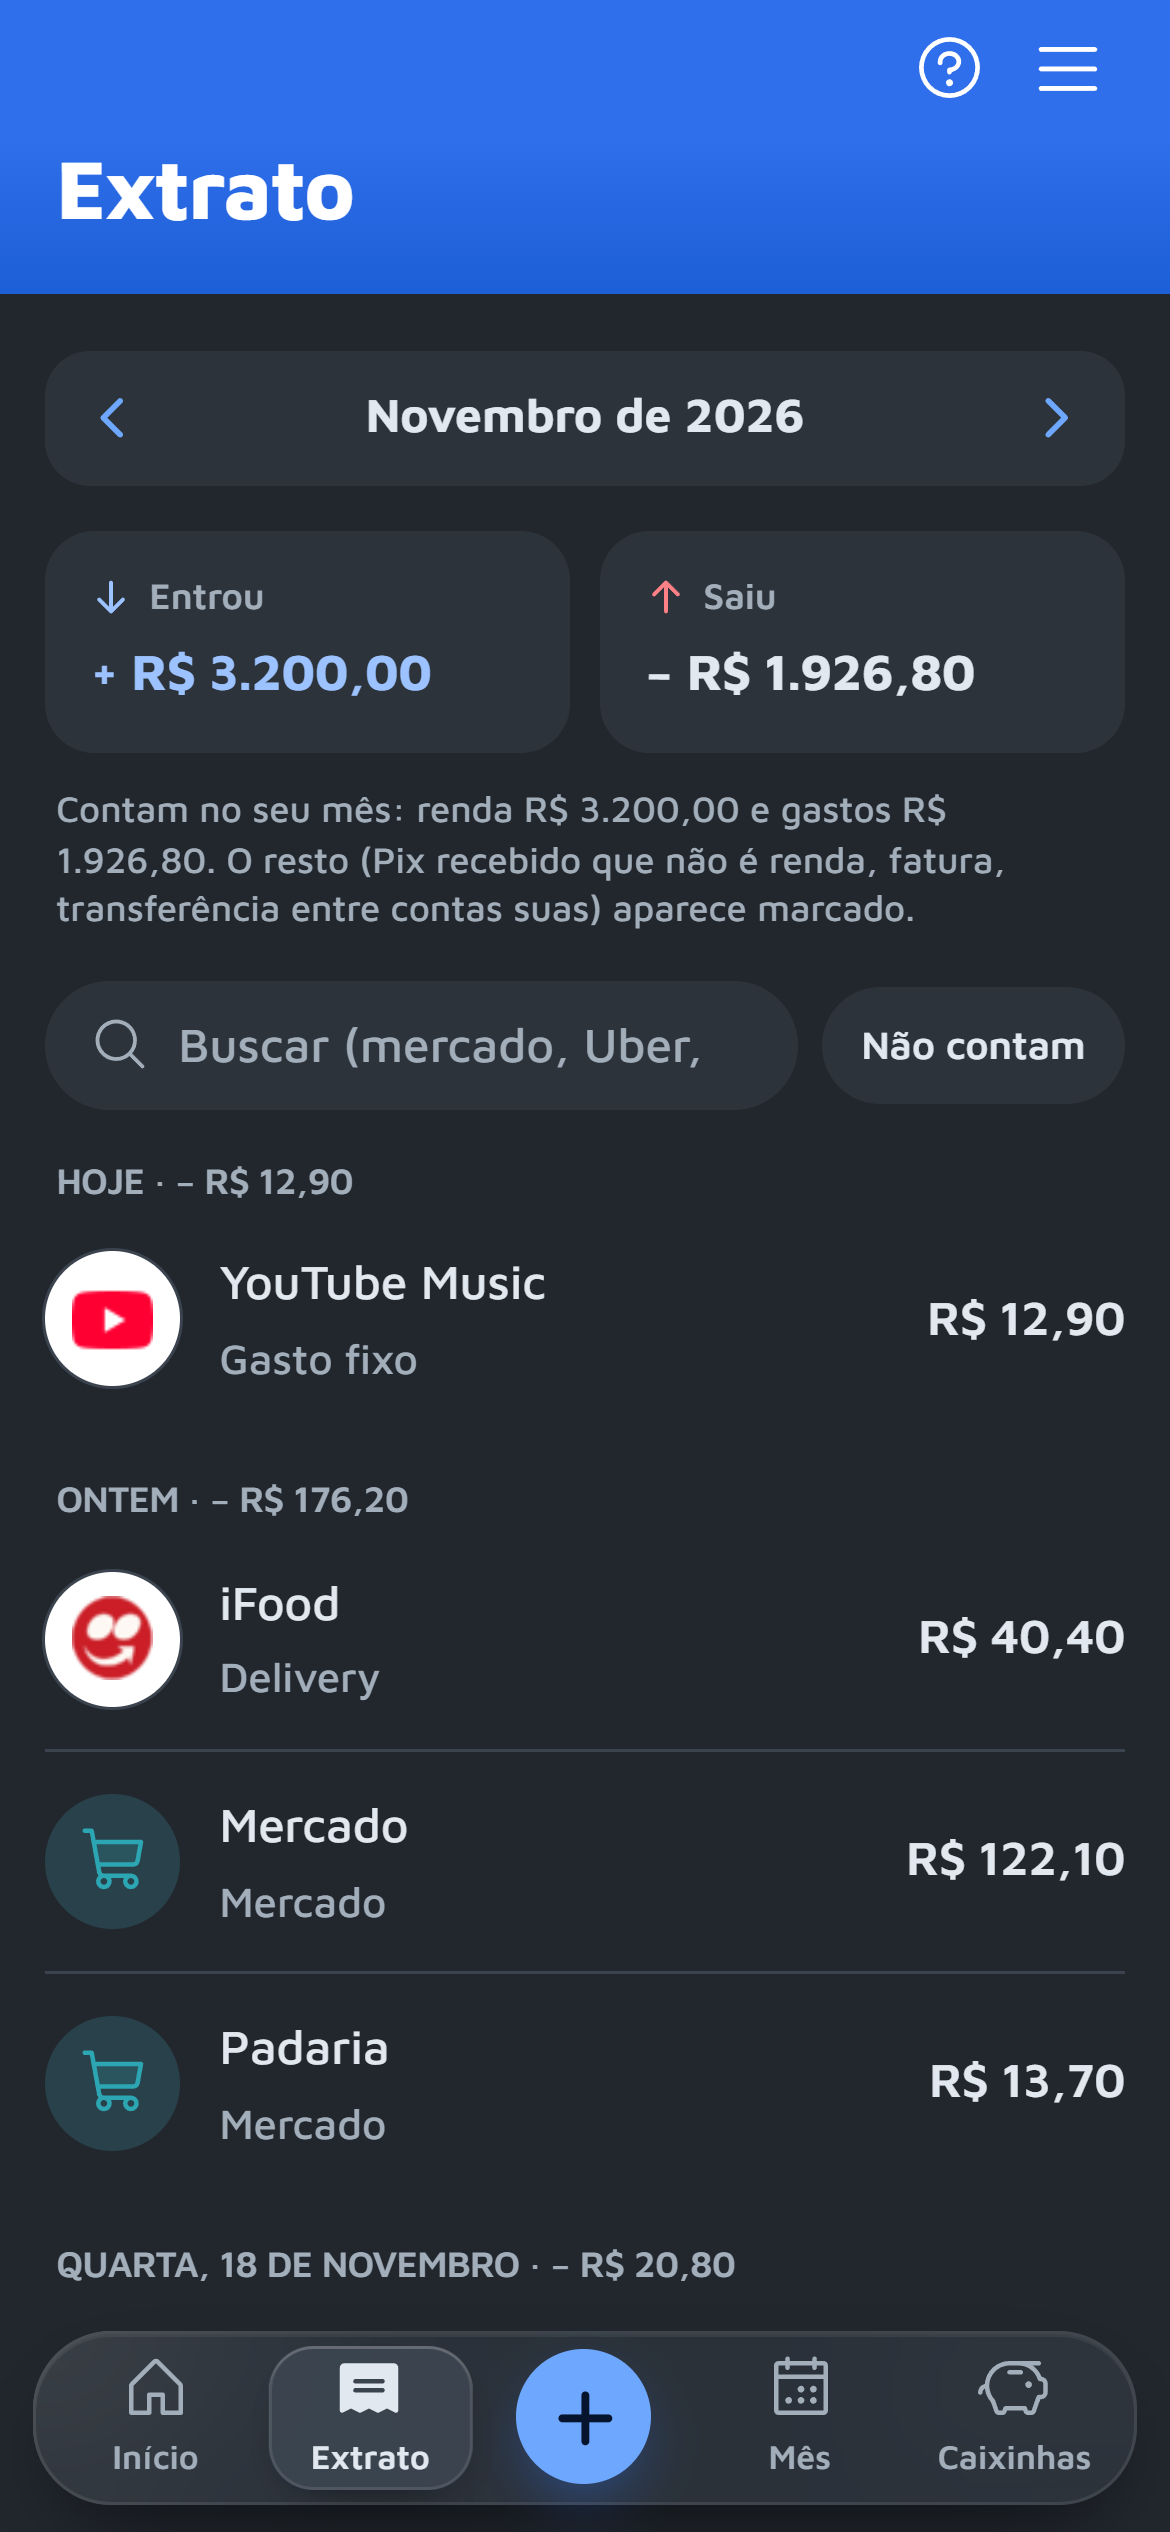 Extrato
Novembro de 2026
Entrou
Saiu
+ R$ 3.200,00
– R$ 1.926,80
Contam no seu mês: renda R$ 3.200,00 e gastos R$
1.926,80. O resto (Pix recebido que não é renda, fatura,
transferência entre contas suas) aparece marcado.
Buscar (mercado, Uber,
Não contam
HOJE · – R$ 12,90
YouTube Music
Gasto fixo
R$ 12,90
ONTEM · – R$ 176,20
iFood
Delivery
R$ 40,40
Mercado
Mercado
R$ 122,10
Padaria
Mercado
R$ 13,70
QUARTA, 18 DE NOVEMBRO · – R$ 20,80
Início
Extrato
Mês
Caixinhas